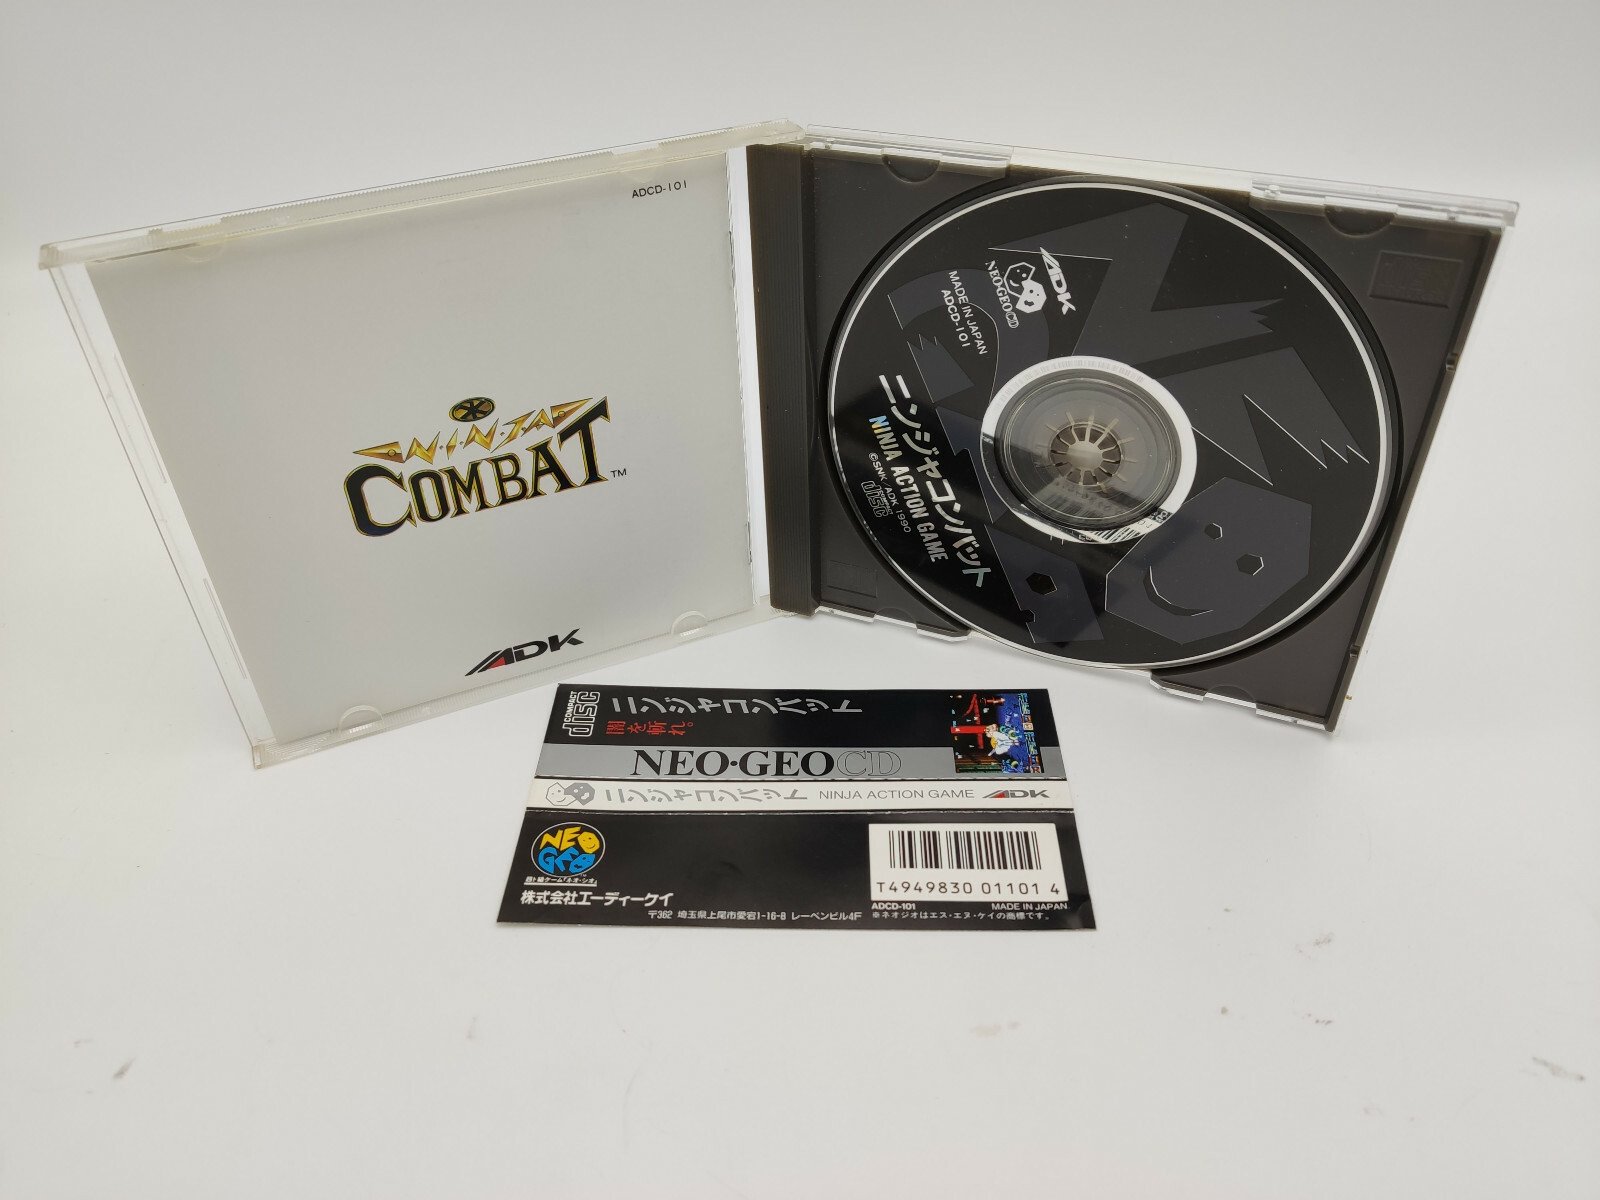 ADCD-101
NINJA
COMBAT™
ADK
ADK
NEO·GEO CD
MADE IN JAPAN
ADCD-101
ニンジャコンバット
NINJA ACTION GAME
©SNK/ADK 1990
COMPACT
disc
COMPACT
disc
ニンジャコンバット
闇を斬れ。
NEO·GEO CD
ニンジャコンバット NINJA ACTION GAME ADK
NEO
GEO
株式会社エーディーケイ
〒362 埼玉県上尾市愛宕1-16-8 レーベンビル4F
T4949830 01101 4
ADCD-101 MADE IN JAPAN
※ネオジオはエス・エヌ・ケイの商標です。